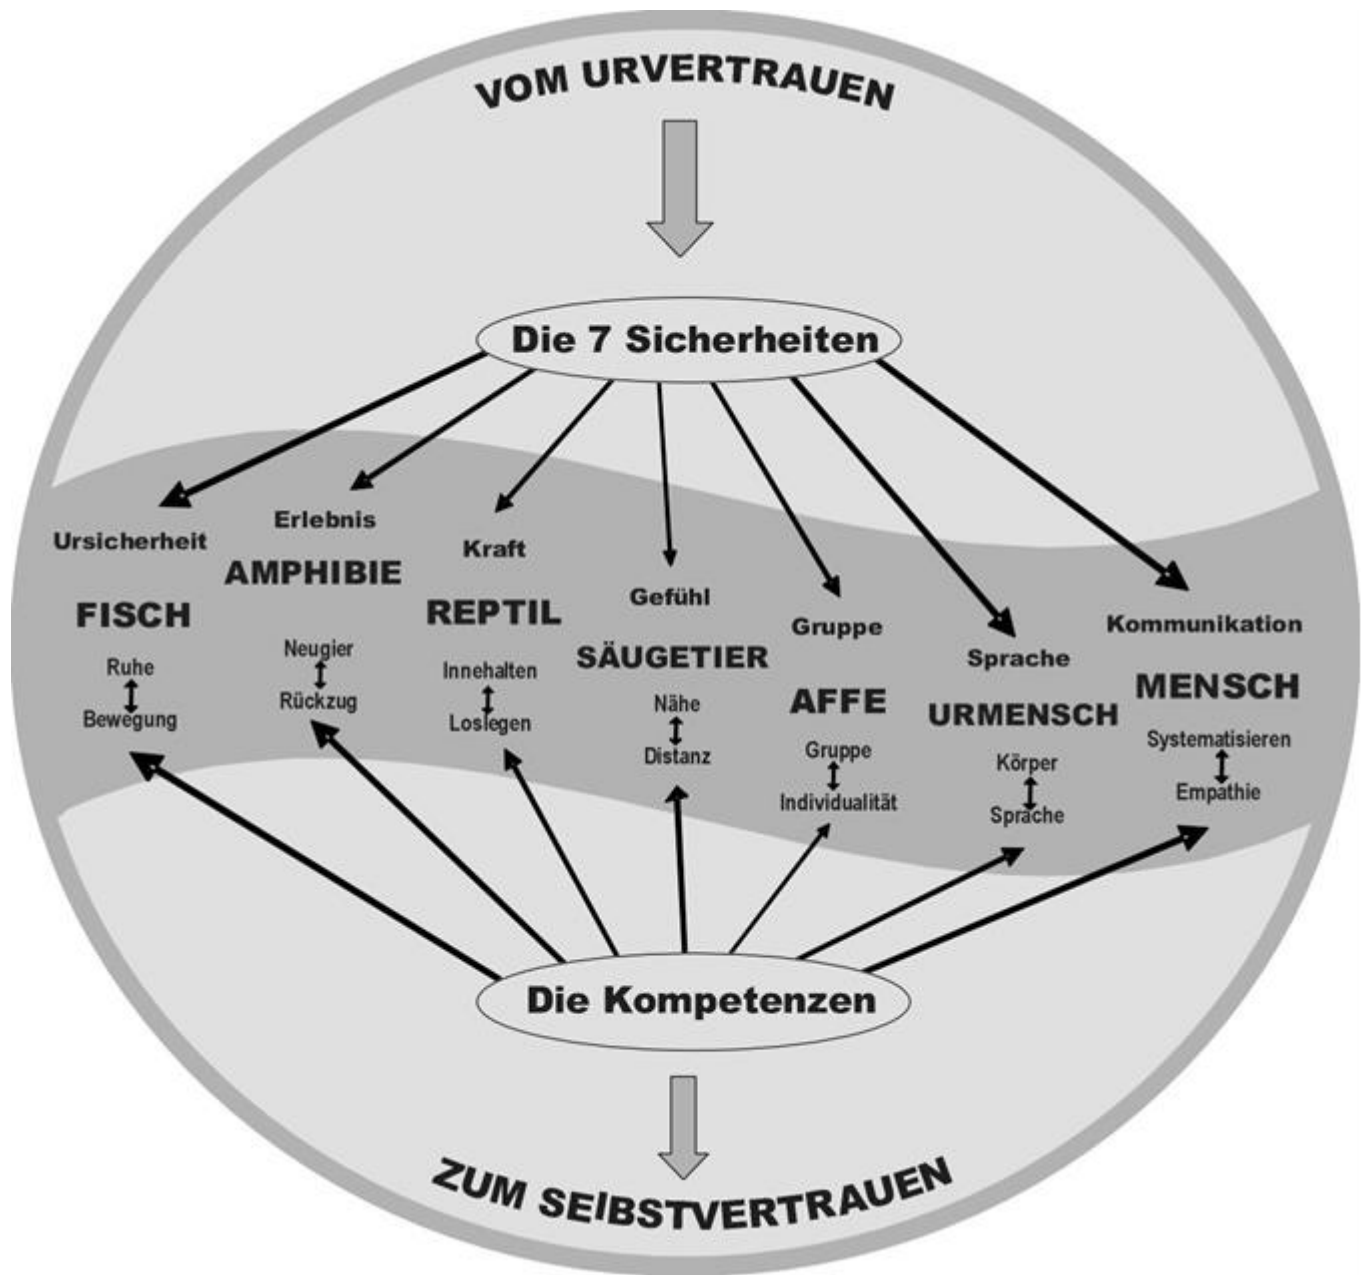 VOM URVERTRAUEN
Die 7 Sicherheiten
Ursicherheit
FISCH
Ruhe
Bewegung
Erlebnis
AMPHIBIE
Neugier
Rückzug
Kraft
REPTIL
Innehalten
Loslegen
Gefühl
SÄUGETIER
Nähe
Distanz
Gruppe
AFFE
Gruppe
Individualität
Sprache
URMENSCH
Körper
Sprache
Kommunikation
MENSCH
Systematisieren
Empathie
Die Kompetenzen
ZUM SElBSTVERTRAUEN